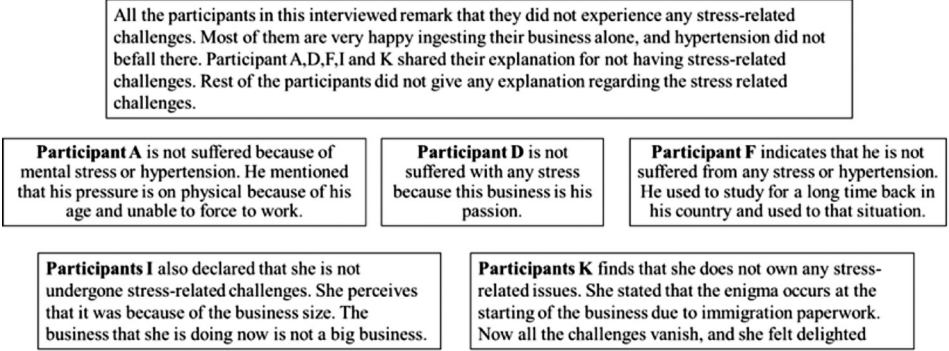 All the participants in this interviewed remark that they did not experience any stress-related
challenges. Most of them are very happy ingesting their business alone, and hypertension did not
befall there. Participant A,D,F,I and K shared their explanation for not having stress-related
challenges. Rest of the participants did not give any explanation regarding the stress related
challenges.
Participant A is not suffered because of
mental stress or hypertension. He mentioned
that his pressure is on physical because of his
age and unable to force to work.
Participant D is not
suffered with any stress
because this business is his
passion.
Participant F indicates that he is not
suffered from any stress or hypertension.
He used to study for a long time back in
his country and used to that situation.
Participants I also declared that she is not
undergone stress-related challenges. She perceives
that it was because of the business size. The
business that she is doing now is not a big business.
Participants K finds that she does not own any stress-
related issues. She stated that the enigma occurs at the
starting of the business due to immigration paperwork.
Now all the challenges vanish, and she felt delighted